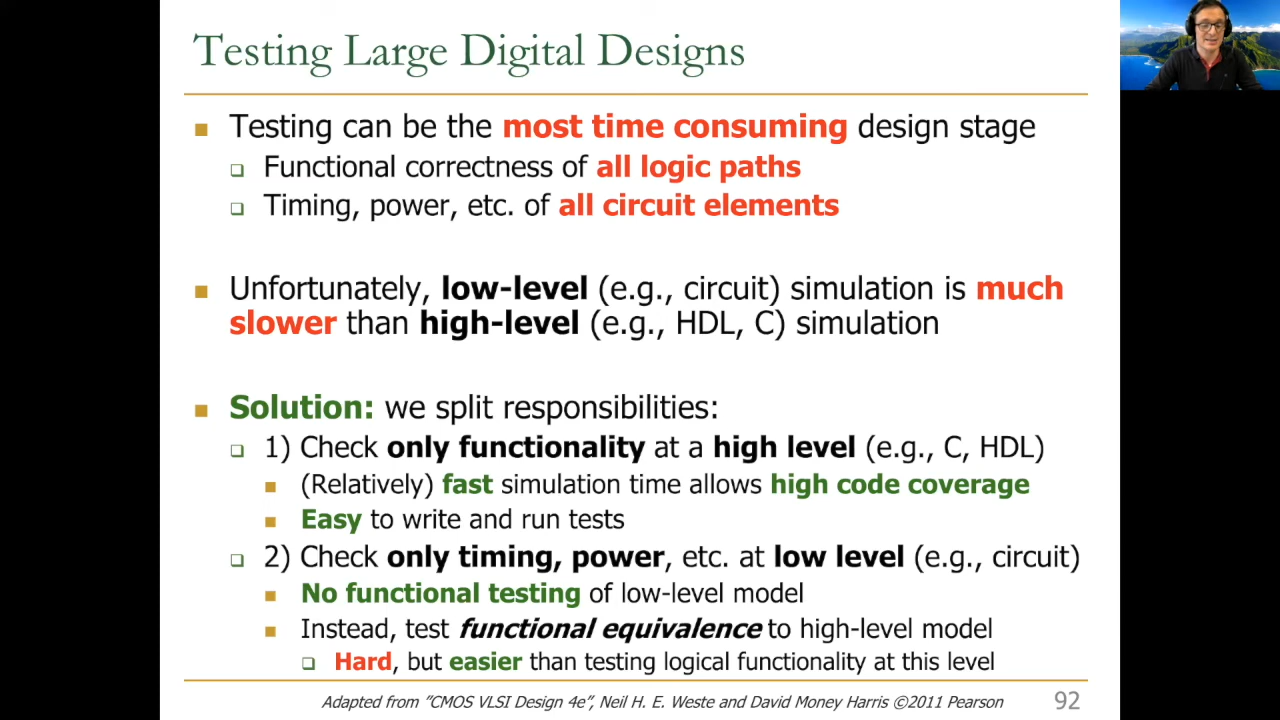 Testing Large Digital Designs
Testing can be the most time consuming design stage
Functional correctness of all logic paths
Timing, power, etc. of all circuit elements
Unfortunately, low-level (e.g., circuit) simulation is much
slower than high-level (e.g., HDL, C) simulation
Solution: we split responsibilities:
1) Check only functionality at a high level (e.g., C, HDL)
(Relatively) fast simulation time allows high code coverage
Easy to write and run tests
2) Check only timing, power, etc. at low level (e.g., circuit)
No functional testing of low-level model
Instead, test functional equivalence to high-level model
Hard, but easier than testing logical functionality at this level
Adapted from ”CMOS VLSI Design 4e”, Neil H. E. Weste and David Money Harris ©2011 Pearson
92